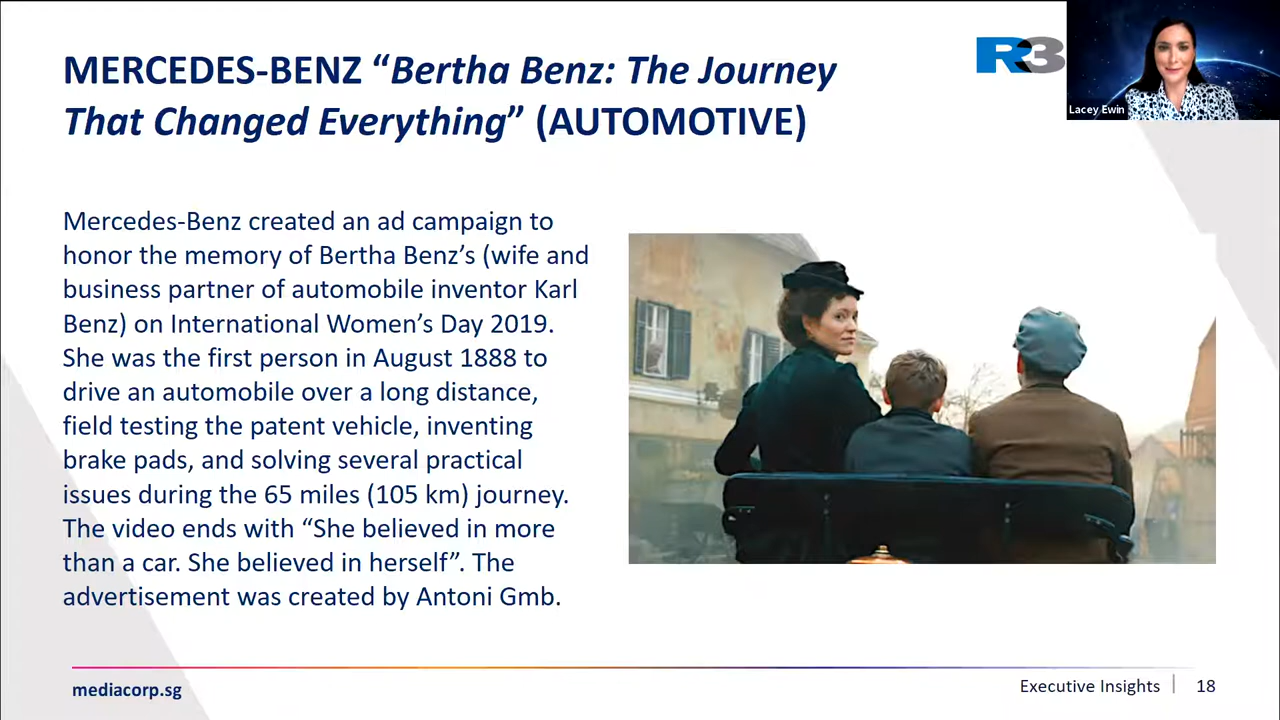 MERCEDES-BENZ “Bertha Benz: The Journey
That Changed Everything” (AUTOMOTIVE)
R3
Lacey Ewin
Mercedes-Benz created an ad campaign to
honor the memory of Bertha Benz’s (wife and
business partner of automobile inventor Karl
Benz) on International Women’s Day 2019.
She was the first person in August 1888 to
drive an automobile over a long distance,
field testing the patent vehicle, inventing
brake pads, and solving several practical
issues during the 65 miles (105 km) journey.
The video ends with “She believed in more
than a car. She believed in herself”. The
advertisement was created by Antoni Gmb.
mediacorp.sg
Executive Insights | 18